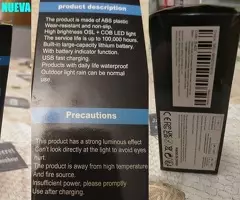 NUEVA
product description
The product is made of ABS plastic
Wear-resistant and non-slip.
High brightness OSL + COB LED light
The service life is up to 100,000 hours.
Built-in large-capacity lithium battery.
With battery indicator function.
USB fast charging.
Products with daily life waterproof
Outdoor light rain can be normal
use.
Precautions
This product has a strong luminous
Can't look directly at the light to avoid eyes
hurt.
The product is away from high temperature
And fire source.
Insufficient power, please promptly
Use after charging.